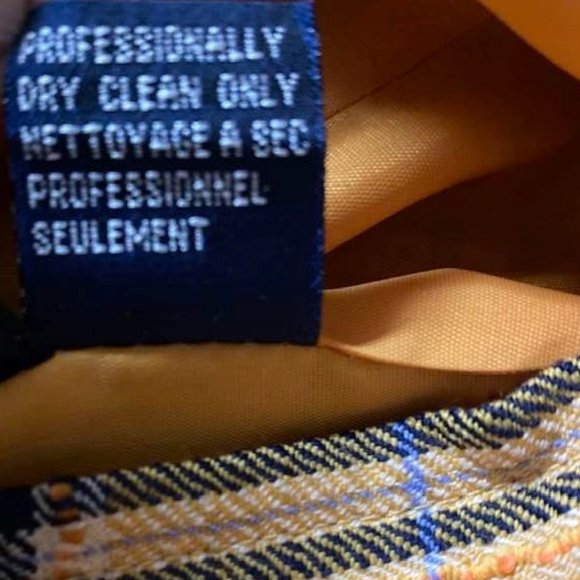 PROFESSIONALLY
DRY CLEAN ONLY
NETTOYAGE A SEC
PROFESSIONNEL
SEULEMENT